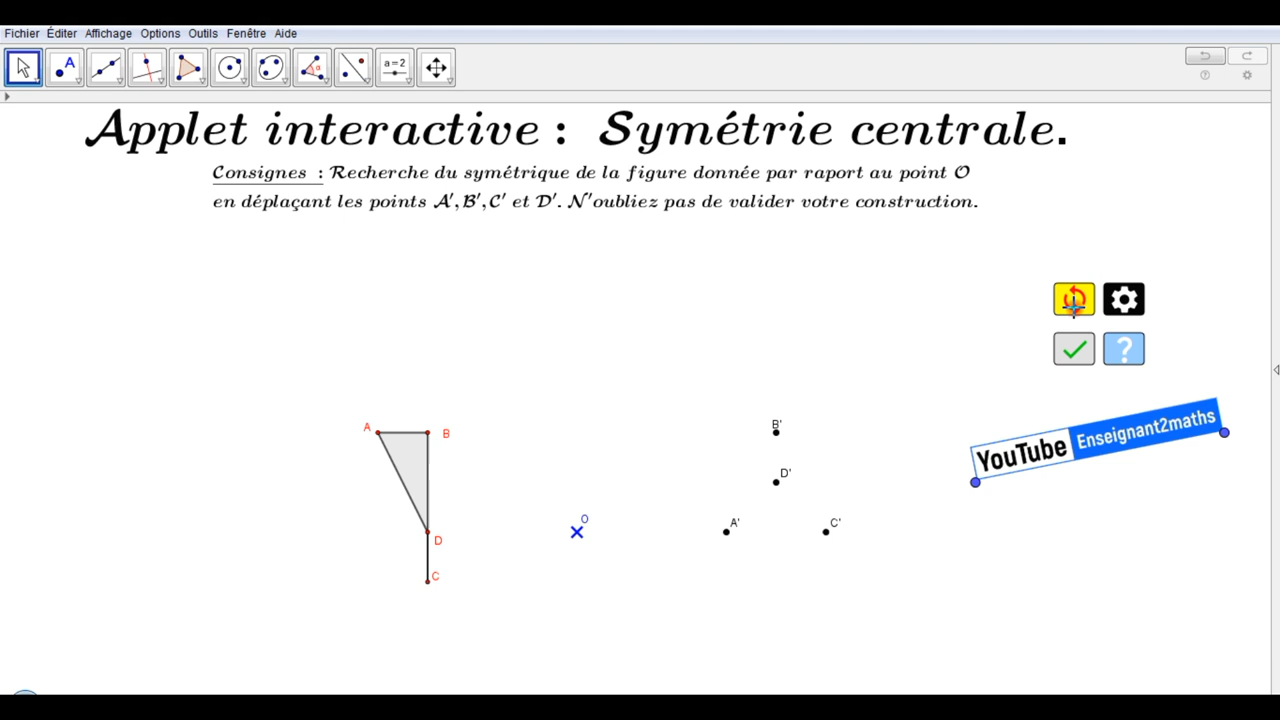 Fichier Éditer Affichage Options Outils Fenêtre Aide
A
α
a = 2
Applet interactive : Symétrie centrale.
Consignes : Recherche du symétrique de la figure donnée par raport au point O
en déplaçant les points A', B', C' et D'. N'oubliez pas de valider votre construction.
?
?
YouTube Enseignant2maths
A
B
B'
D'
O
A'
C'
D
C